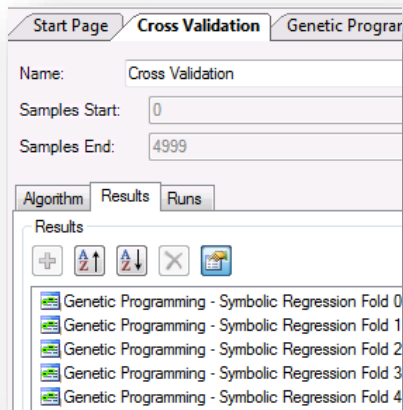 Start Page Cross Validation Genetic Prograr
Name: Cross Validation
Samples Start: 0
Samples End: 4999
Algorithm Results Runs
Results
Genetic Programming - Symbolic Regression Fold 0
Genetic Programming - Symbolic Regression Fold 1
Genetic Programming - Symbolic Regression Fold 2
Genetic Programming - Symbolic Regression Fold 3
Genetic Programming - Symbolic Regression Fold 4